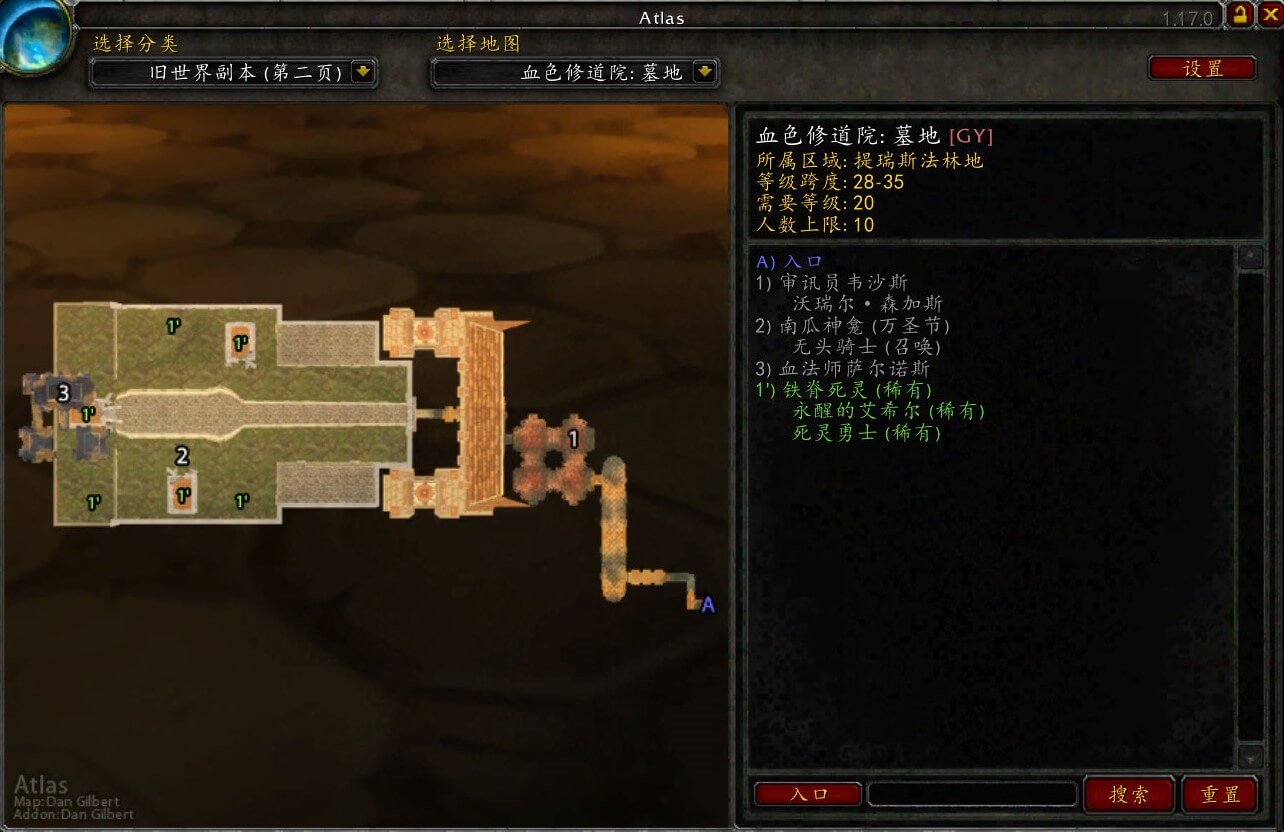 Atlas
1.17.0
选择分类
选择地图
旧世界副本(第二页)
血色修道院:墓地
设置
血色修道院:墓地 [GY]
所属区域:提瑞斯法林地
等级跨度:28-35
需要等级:20
人数上限:10
A) 入口
1) 审讯员韦沙斯
沃瑞尔·森加斯
2) 南瓜神龛(万圣节)
无头骑士(召唤)
3) 血法师萨尔诺斯
1') 铁脊死灵(稀有)
永醒的艾希尔(稀有)
死灵勇士(稀有)
1'
1'
3
1'
1
2
1'
1'
1'
A
Atlas
Map:Dan Gilbert
Addon:Dan Gilbert
入口
搜索
重置